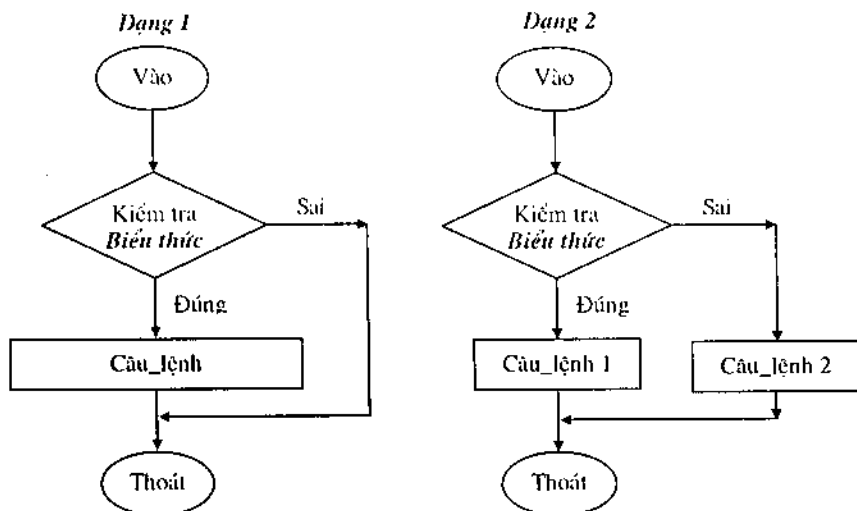 Dạng 1
Vào
Kiểm tra
Biểu thức
Sai
Đúng
Câu_lệnh
Thoát
Dạng 2
Vào
Kiểm tra
Biểu thức
Sai
Đúng
Câu_lệnh 1
Câu_lệnh 2
Thoát